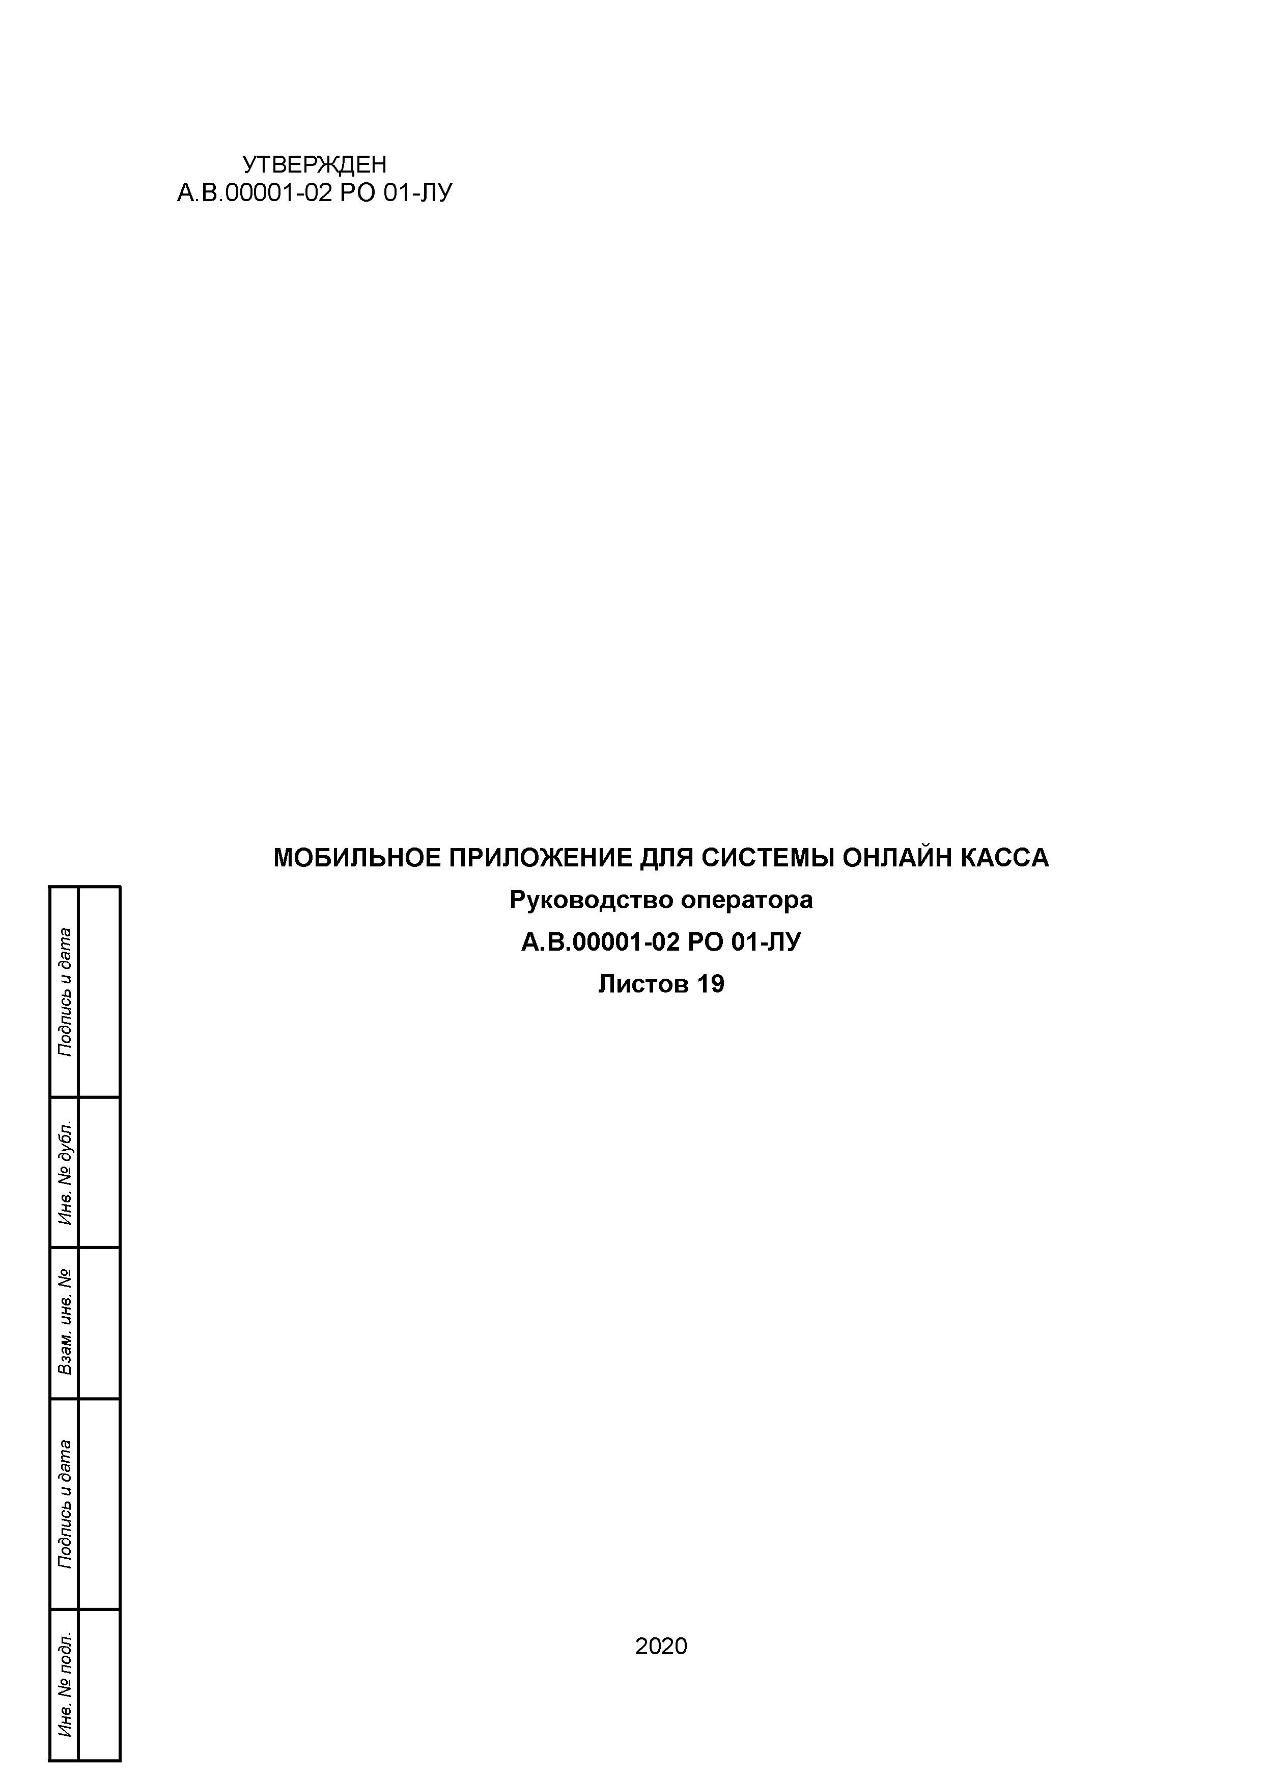 УТВЕРЖДЕН
А.В.00001-02 РО 01-ЛУ
МОБИЛЬНОЕ ПРИЛОЖЕНИЕ ДЛЯ СИСТЕМЫ ОНЛАЙН КАССА
Руководство оператора
А.В.00001-02 РО 01-ЛУ
Листов 19
Подпись и дата
Инв. № дубл.
Взам. инв. №
Подпись и дата
Инв. № подл.
2020